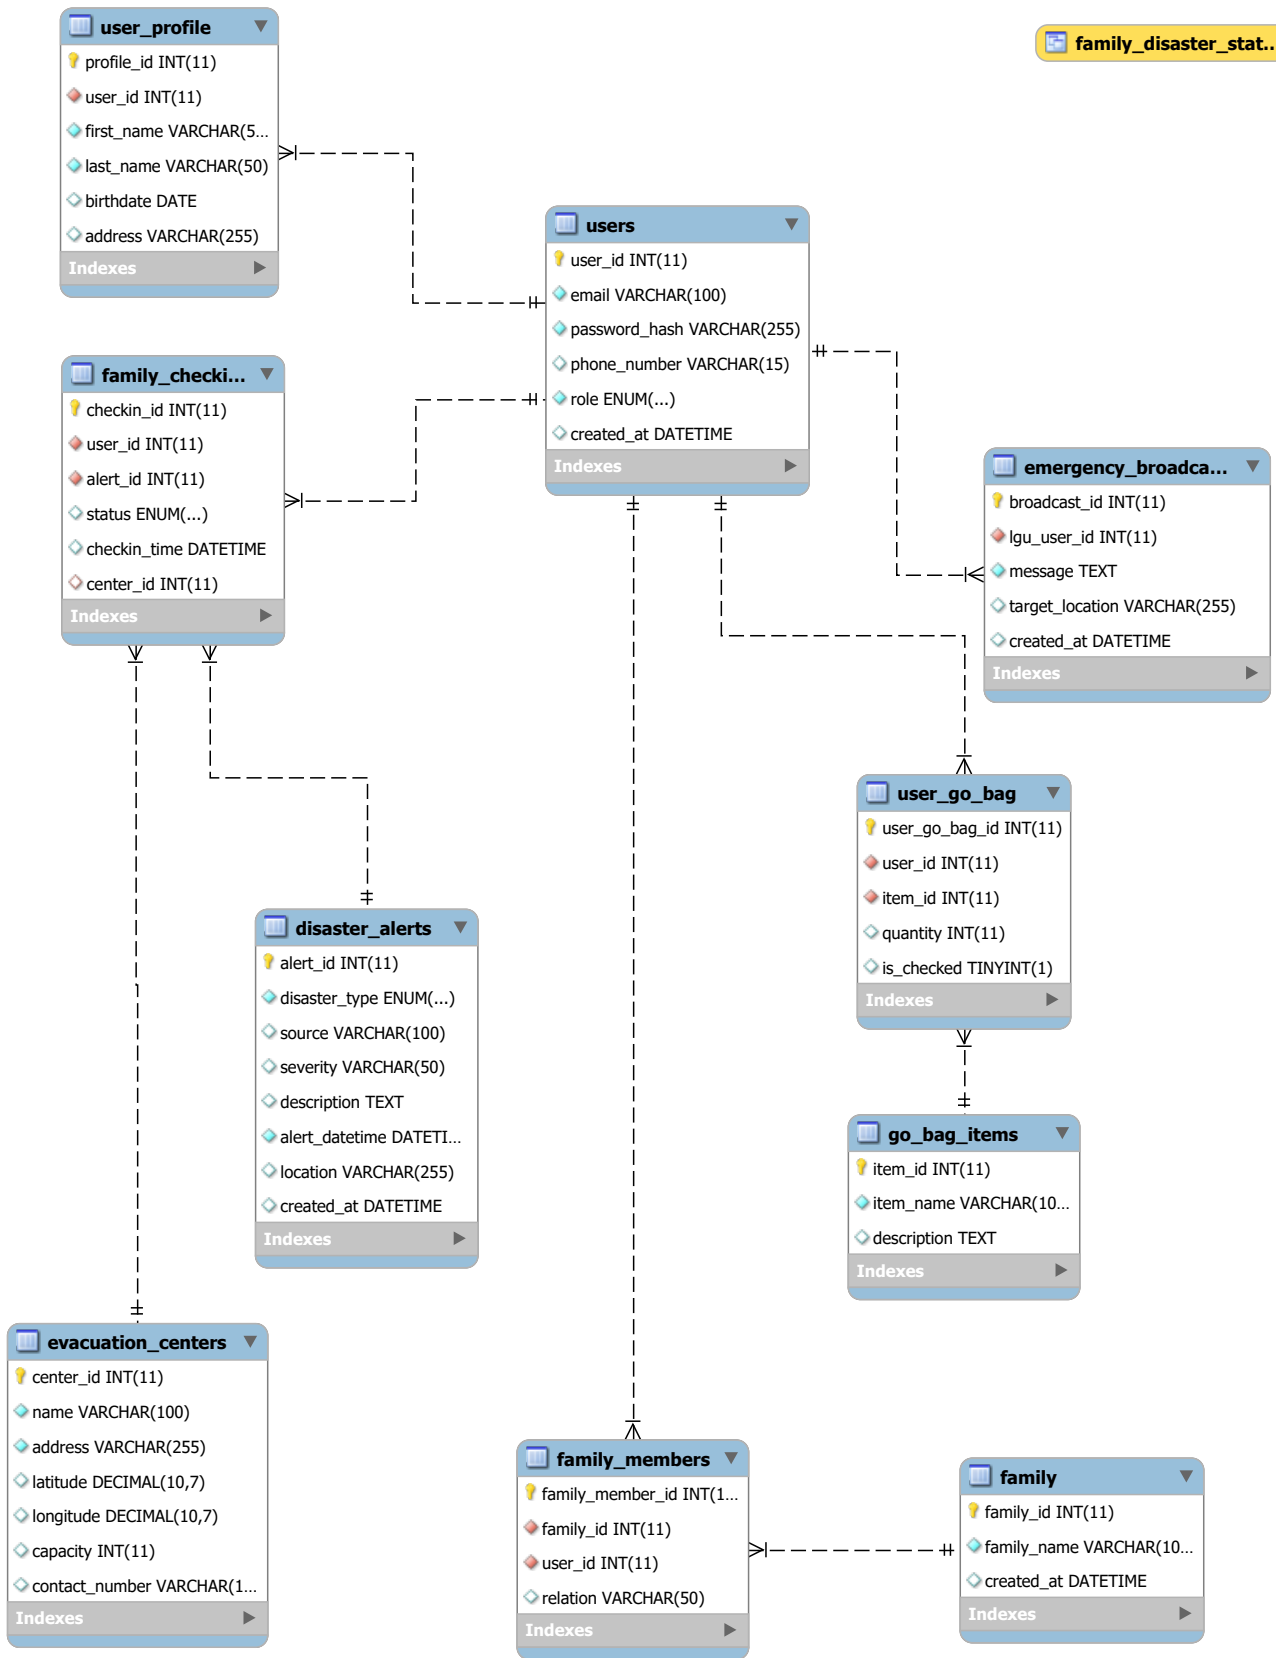 user_profile
profile_id INT(11)
user_id INT(11)
first_name VARCHAR(5...
last_name VARCHAR(50)
birthdate DATE
address VARCHAR(255)
Indexes
family_disaster_stat...
users
user_id INT(11)
email VARCHAR(100)
password_hash VARCHAR(255)
phone_number VARCHAR(15)
role ENUM(...)
created_at DATETIME
Indexes
family_checki...
checkin_id INT(11)
user_id INT(11)
alert_id INT(11)
status ENUM(...)
checkin_time DATETIME
center_id INT(11)
Indexes
emergency_broadca...
broadcast_id INT(11)
lgu_user_id INT(11)
message TEXT
target_location VARCHAR(255)
created_at DATETIME
Indexes
user_go_bag
user_go_bag_id INT(11)
user_id INT(11)
item_id INT(11)
quantity INT(11)
is_checked TINYINT(1)
Indexes
disaster_alerts
alert_id INT(11)
disaster_type ENUM(...)
source VARCHAR(100)
severity VARCHAR(50)
description TEXT
alert_datetime DATETI...
location VARCHAR(255)
created_at DATETIME
Indexes
go_bag_items
item_id INT(11)
item_name VARCHAR(10...
description TEXT
Indexes
evacuation_centers
center_id INT(11)
name VARCHAR(100)
address VARCHAR(255)
latitude DECIMAL(10,7)
longitude DECIMAL(10,7)
capacity INT(11)
contact_number VARCHAR(1...
Indexes
family_members
family_member_id INT(1...
family_id INT(11)
user_id INT(11)
relation VARCHAR(50)
Indexes
family
family_id INT(11)
family_name VARCHAR(10...
created_at DATETIME
Indexes